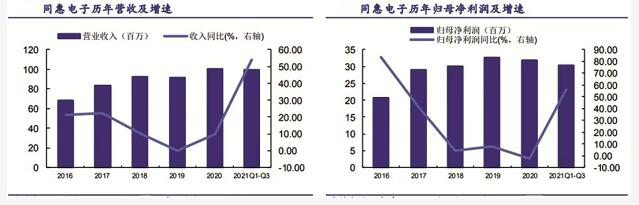 同惠电子历年营收及增速
营业收入（百万） 收入同比(%，右轴)
120 60.00
100 50.00
80 40.00
60 30.00
40 20.00
20 10.00
0 0.00
-10.00
2016 2017 2018 2019 2020 2021Q1-Q3
同惠电子历年归母净利润及增速
归母净利润（百万）
归母净利润同比(%，右轴)
35 90.00
30 80.00
25 70.00
20 60.00
15 50.00
10 40.00
5 30.00
0 20.00
10.00
0.00
-10.00
2016 2017 2018 2019 2020 2021Q1-Q3